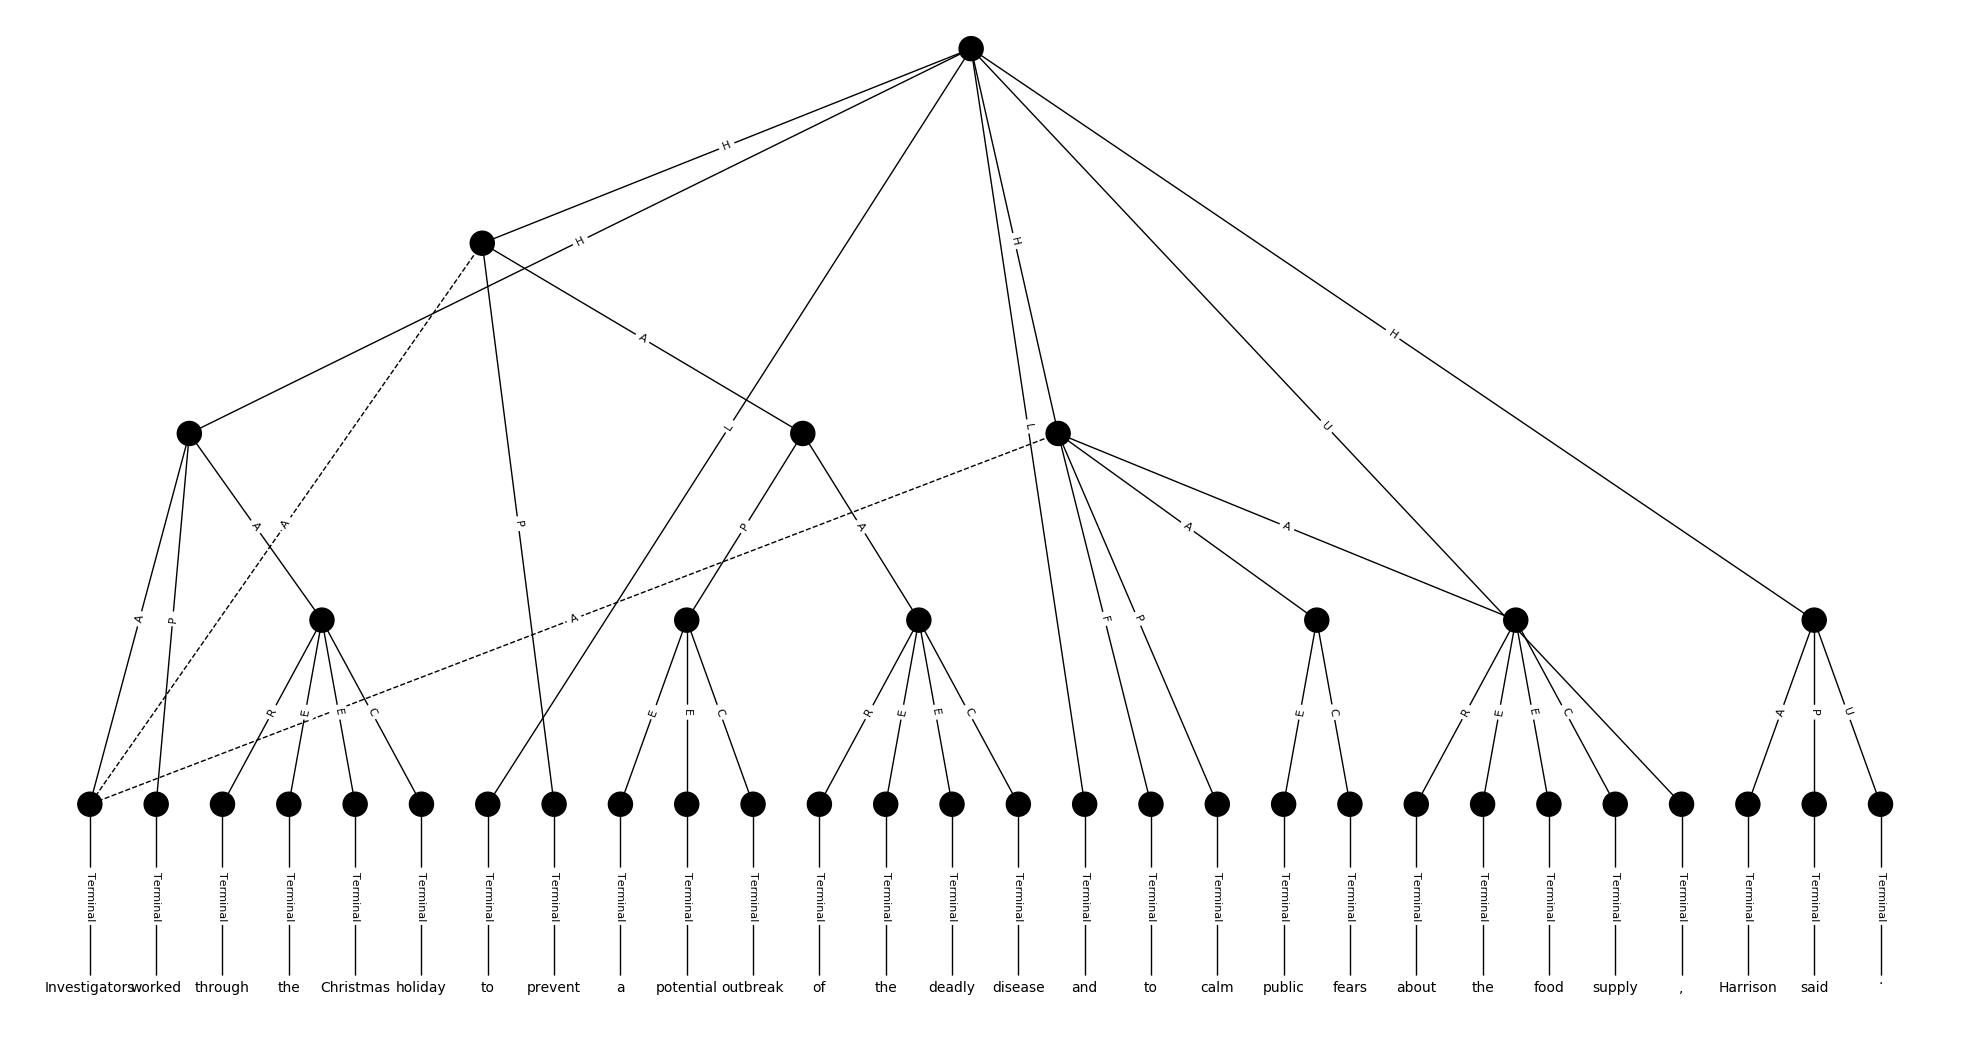 H
H
H
H
A
L
U
L
A
P
A
P
A
A
A
A
P
A
F
P
R
E
E
C
E
E
C
R
E
E
C
E
C
R
E
E
C
A
P
U
Terminal Terminal Terminal Terminal Terminal Terminal Terminal Terminal Terminal Terminal Terminal Terminal Terminal Terminal Terminal Terminal Terminal Terminal Terminal Terminal Terminal Terminal Terminal Terminal Terminal Terminal Terminal Terminal
Investigators worked through the Christmas holiday to prevent a potential outbreak of the deadly disease and to calm public fears about the food supply , Harrison said .